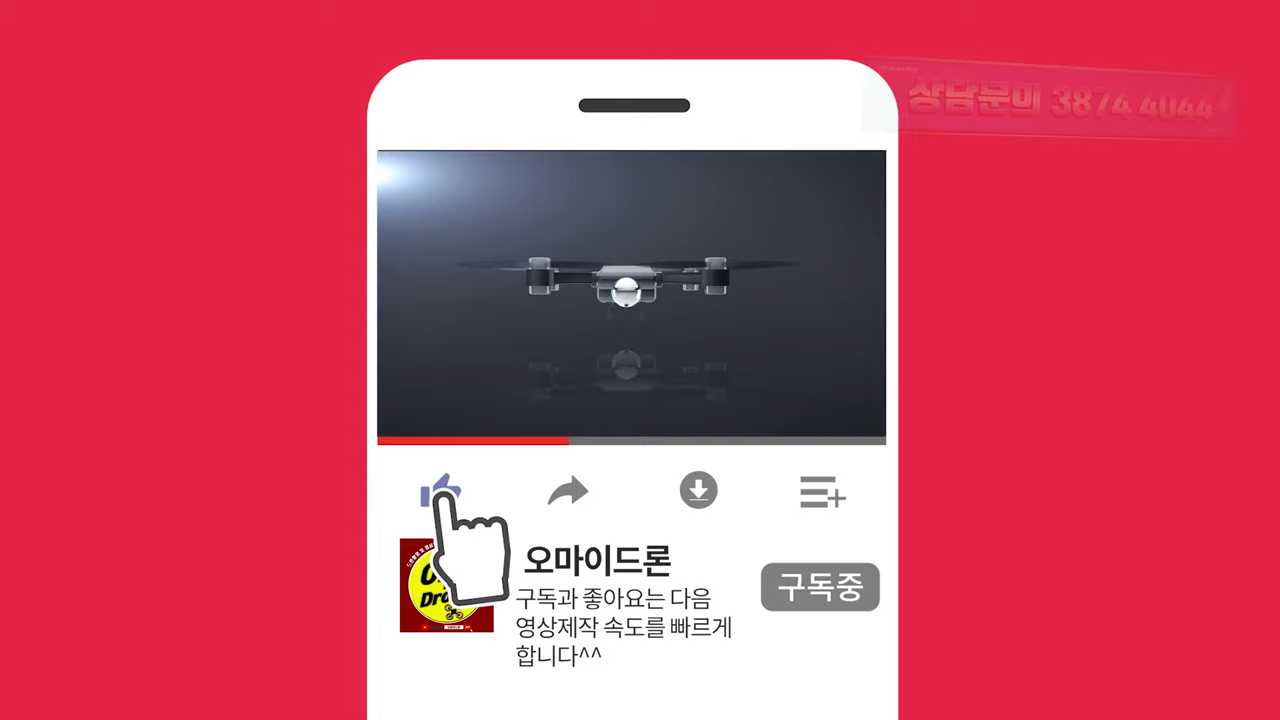 상담문의 3874 4044
오마이드론
구독과 좋아요는 다음
영상제작 속도를 빠르게
합니다^^
구독중